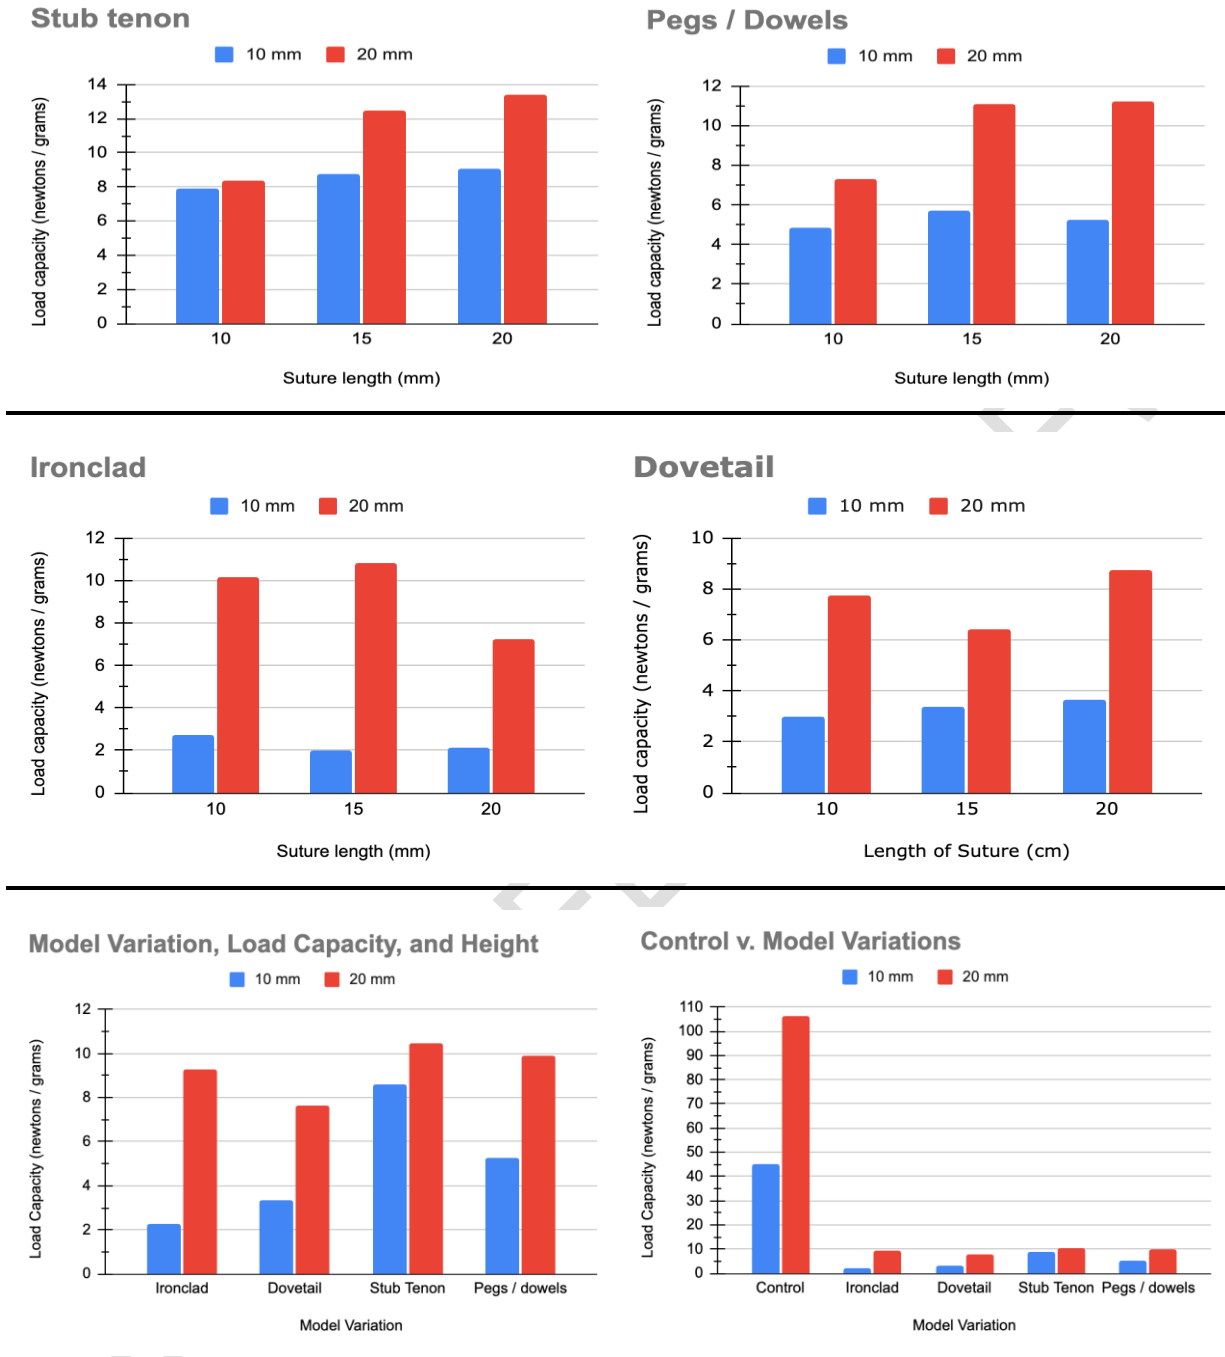 Stub tenon
10 mm 20 mm
Load capacity (newtons / grams)
14
12
10
8
6
4
2
0
10 15 20
Suture length (mm)
Pegs / Dowels
10 mm 20 mm
Load capacity (newtons / grams)
12
10
8
6
4
2
0
10 15 20
Suture length (mm)
Ironclad
10 mm 20 mm
Load capacity (newtons / grams)
12
10
8
6
4
2
0
10 15 20
Suture length (mm)
Dovetail
10 mm 20 mm
Load capacity (newtons / grams)
10
8
6
4
2
0
10 15 20
Length of Suture (cm)
Model Variation, Load Capacity, and Height
10 mm 20 mm
Load Capacity (newtons / grams)
12
10
8
6
4
2
0
Ironclad Dovetail Stub Tenon Pegs / dowels
Model Variation
Control v. Model Variations
10 mm 20 mm
Load Capacity (newtons / grams)
110
100
90
80
70
60
50
40
30
20
10
0
Control Ironclad Dovetail Stub Tenon Pegs / dowels
Model Variation